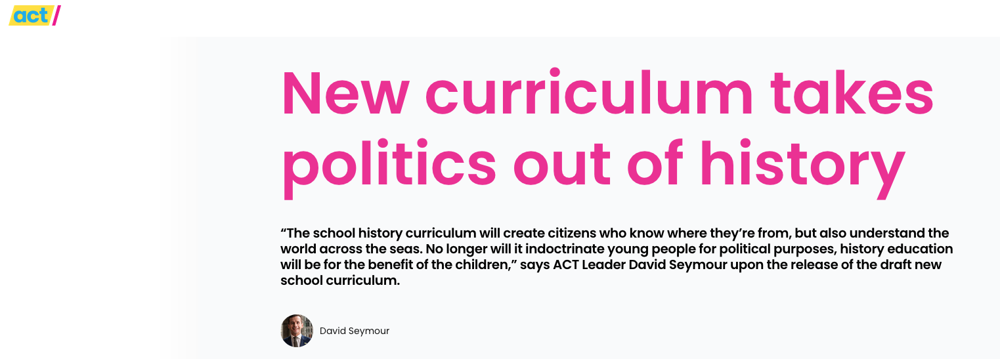 act
New curriculum takes
politics out of history
“The school history curriculum will create citizens who know where they’re from, but also understand the
world across the seas. No longer will it indoctrinate young people for political purposes, history education
will be for the benefit of the children,” says ACT Leader David Seymour upon the release of the draft new
school curriculum.
David Seymour